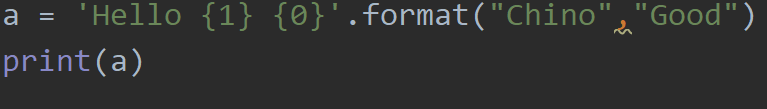 a = 'Hello {1} {0}'.format("Chino","Good")
print(a)